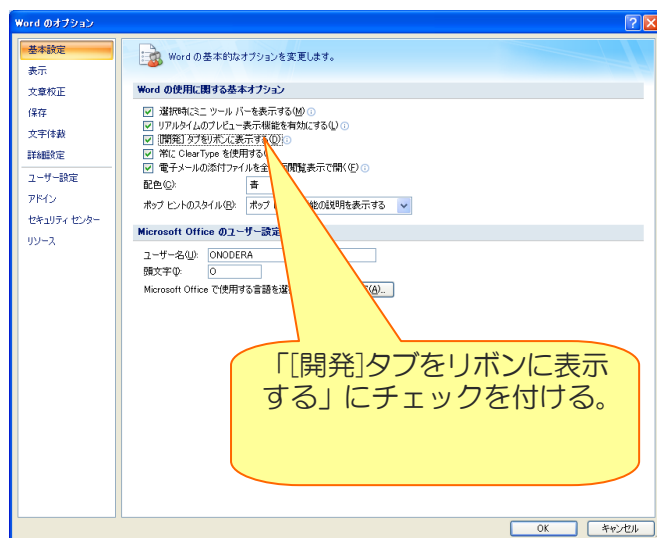 Word のオプション
基本設定
表示
文章校正
保存
文字体裁
詳細設定
ユーザー設定
アドイン
セキュリティ センター
リソース
Word の基本的なオプションを変更します。
Word の使用に関する基本オプション
選択時にミニ ツール バーを表示する(M)
リアルタイムのプレビュー表示機能を有効にする(L)
[開発] タブをリボンに表示する(D)
常に ClearType を使用する
電子メールの添付ファイルを全 閲覧表示で開く(F)
配色(C): 青
ポップ ヒントのスタイル(R): ポップ 能の説明を表示する
Microsoft Office のユーザー設定
ユーザー名(U): ONODERA
頭文字(I): O
Microsoft Office で使用する言語を選 (A)...
「[開発]タブをリボンに表示
する」にチェックを付ける。
OK キャンセル